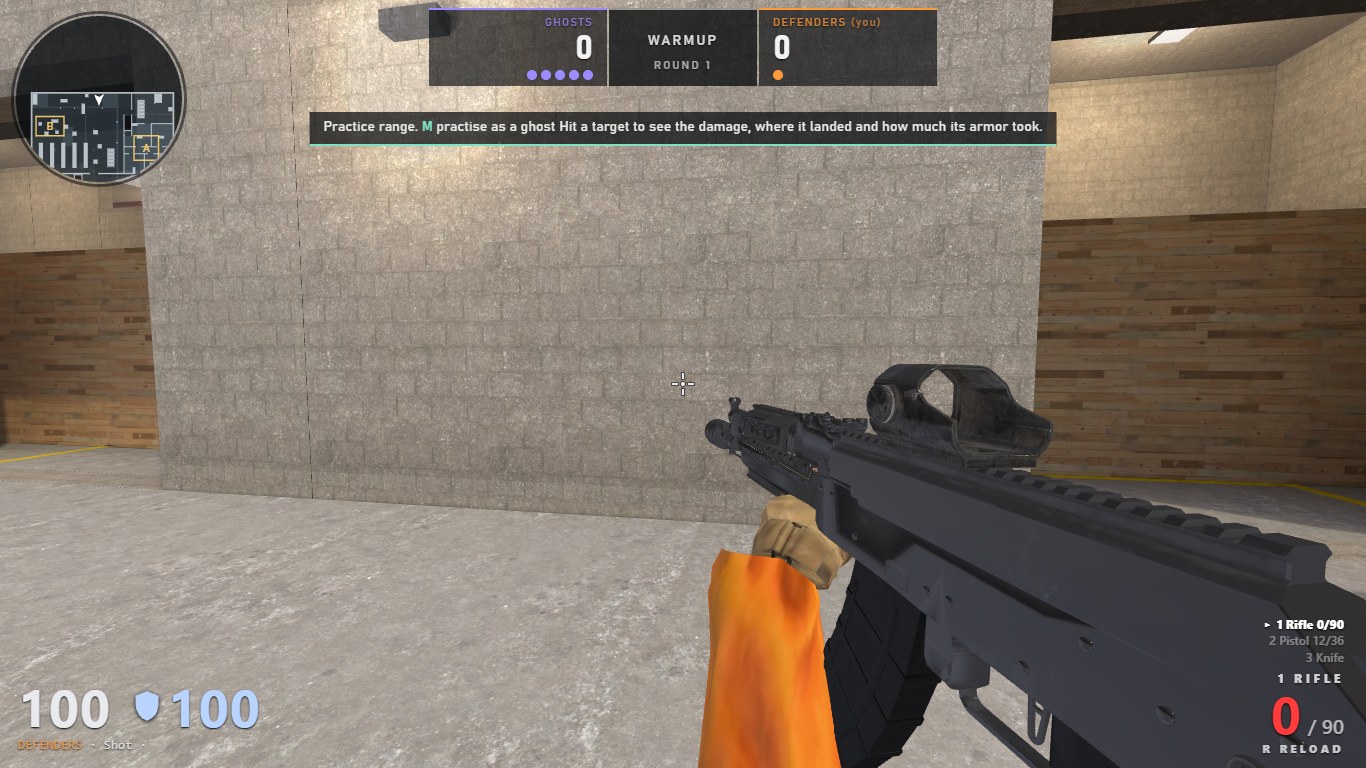 GHOSTS
0
WARMUP
ROUND 1
DEFENDERS (you)
0
Practice range. M practise as a ghost Hit a target to see the damage, where it landed and how much its armor took.
B
A
▸ 1 Rifle 0/90
2 Pistol 12/36
3 Knife
1 RIFLE
0 / 90
R RELOAD
100 100
DEFENDERS · Shot ·